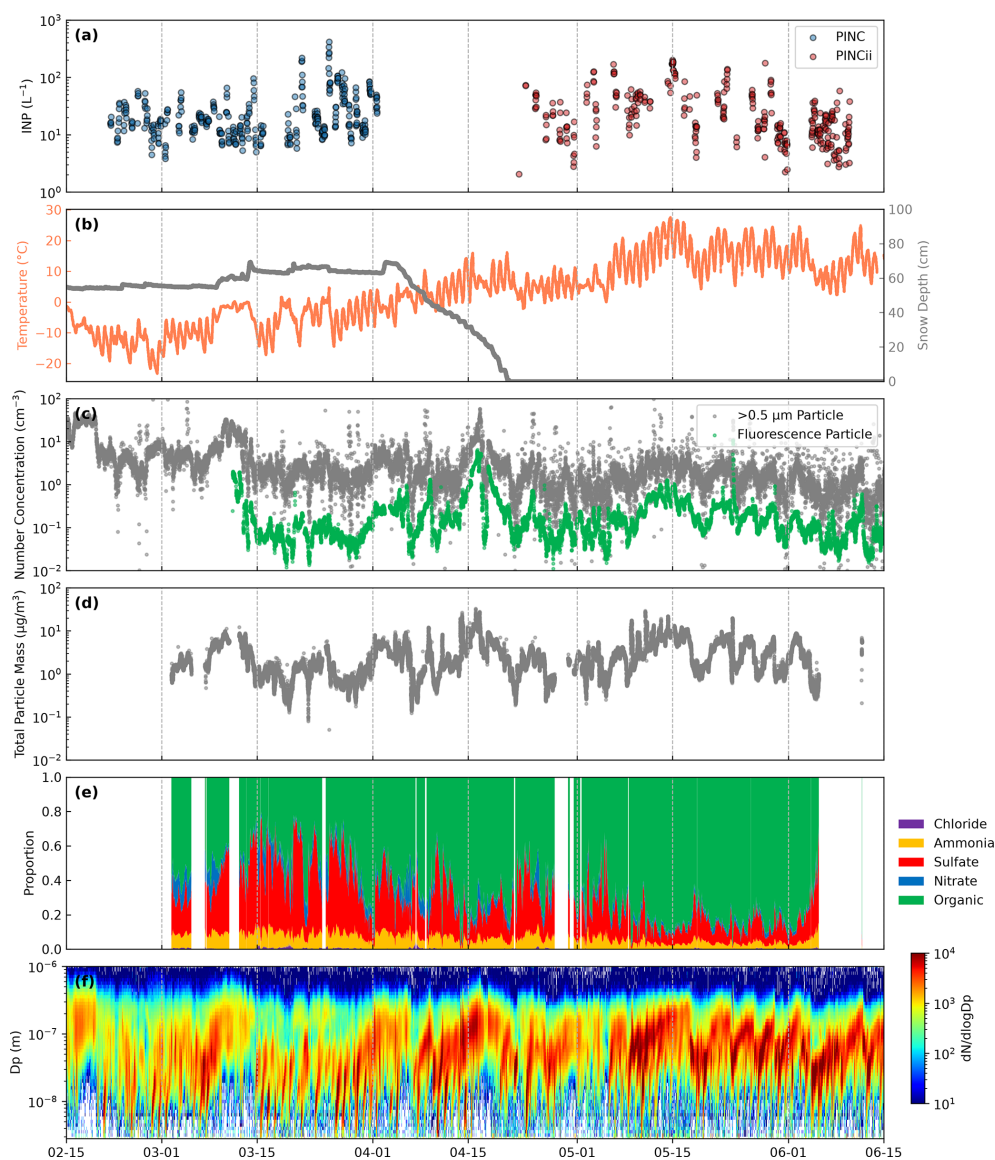 (a)
INP (L⁻¹)
10³
10²
10¹
10⁰
PINC
PINCii
(b)
Temperature (°C)
30
20
10
0
−10
−20
Snow Depth (cm)
100
80
60
40
20
0
(c)
Number Concentration (cm⁻³)
10²
10¹
10⁰
10⁻¹
10⁻²
>0.5 μm Particle
Fluorescence Particle
(d)
Total Particle Mass (μg/m³)
10²
10¹
10⁰
10⁻¹
10⁻²
(e)
Proportion
1.0
0.8
0.6
0.4
0.2
0.0
Chloride
Ammonia
Sulfate
Nitrate
Organic
(f)
Dp (m)
10⁻⁶
10⁻⁷
10⁻⁸
10⁴
10³
10²
10¹
dN/dlogDp
02-15 03-01 03-15 04-01 04-15 05-01 05-15 06-01 06-15